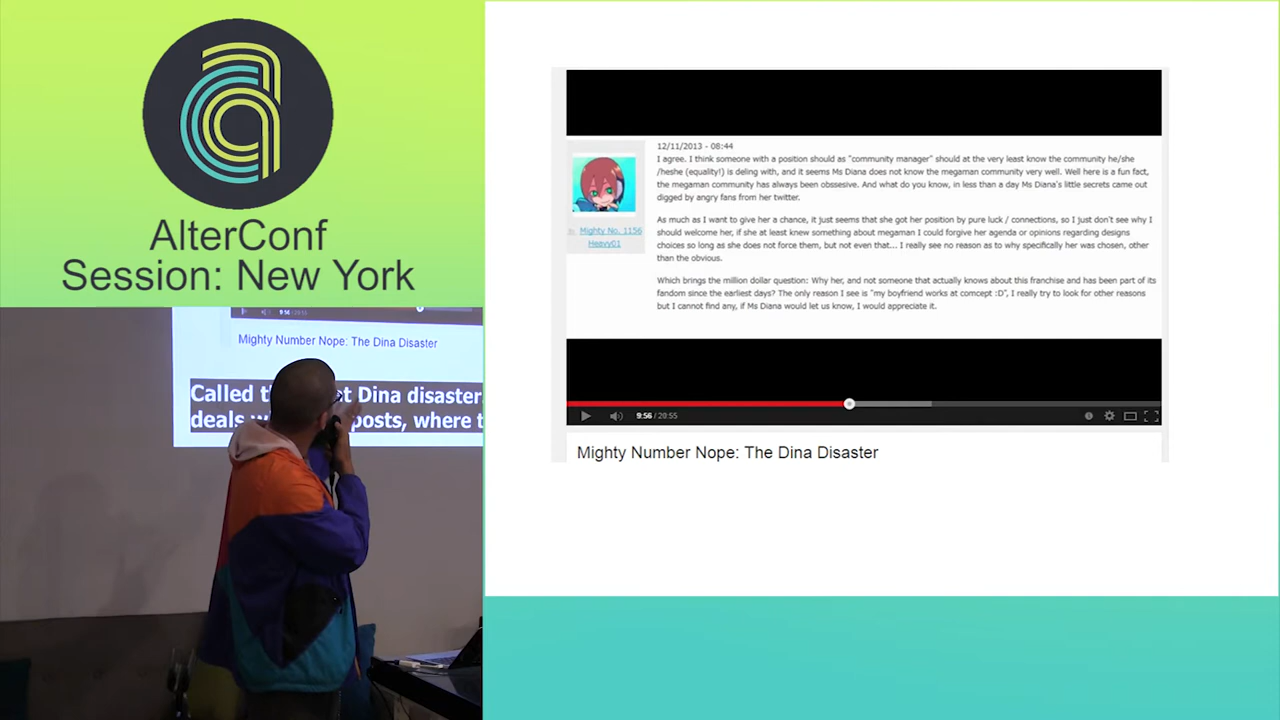 AlterConf
Session: New York
9:56
Mighty Number Nope: The Dina Disaster
Called Dina disaster.
deals posts, where
12/11/2013 - 08:44
I agree. I think someone with a position should as "community manager" should at the very least know the community he/she
/heshe (equality!) is deling with, and it seems Ms Diana does not know the megaman community very well. Well here is a fun fact,
the megaman community has always been obssesive. And what do you know, in less than a day Ms Diana's little secrets came out
digged by angry fans from her twitter.
As much as I want to give her a chance, it just seems that she got her position by pure luck / connections, so I just don't see why I
should welcome her, if she at least knew something about megaman I could forgive her agenda or opinions regarding designs
choices so long as she does not force them, but not even that... I really see no reason as to why specifically her was chosen, other
than the obvious.
Which brings the million dollar question: Why her, and not someone that actually knows about this franchise and has been part of its
fandom since the earliest days? The only reason I see is "my boyfriend works at comcept :D", I really try to look for other reasons
but I cannot find any, if Ms Diana would let us know, I would appreciate it.
Mighty No. 1156
Heavy01
9:56 / 20:55
Mighty Number Nope: The Dina Disaster